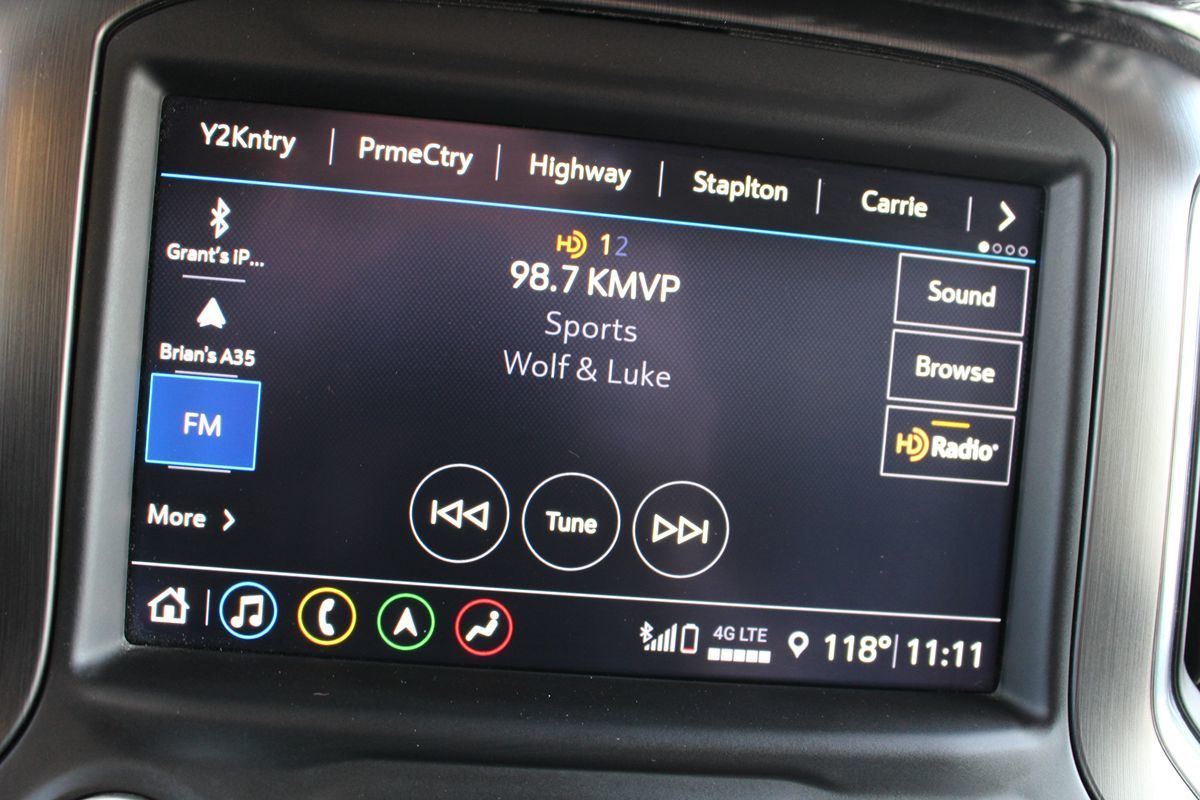 Y2Kntry | PrmeCtry | Highway | Staplton | Carrie
Grant's iP...
HD 1 2
98.7 KMVP
Sports
Wolf & Luke
Sound
Brian's A35
Browse
FM
HD Radio
More
Tune
4G LTE
118° | 11:11